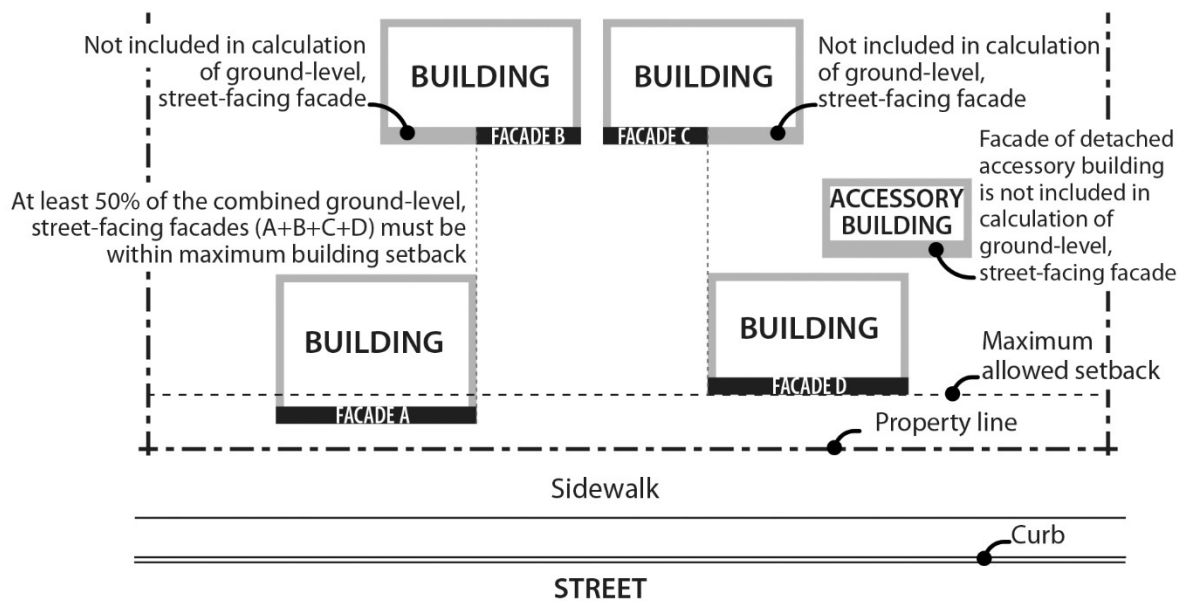 Not included in calculation
of ground-level,
street-facing facade
BUILDING
FACADE B
BUILDING
FACADE C
Not included in calculation
of ground-level,
street-facing facade
Facade of detached
accessory building
is not included in
calculation of
ground-level,
street-facing facade
ACCESSORY
BUILDING
At least 50% of the combined ground-level,
street-facing facades (A+B+C+D) must be
within maximum building setback
BUILDING
FACADE A
BUILDING
FACADE D
Maximum
allowed setback
Property line
Sidewalk
Curb
STREET